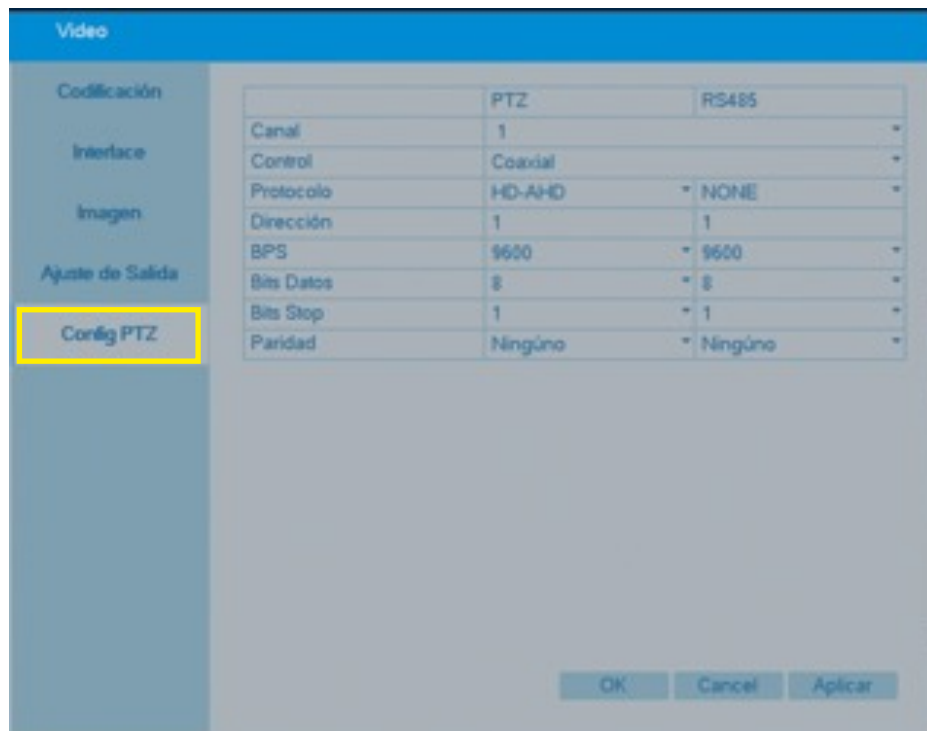 Video
Codificación
Interlace
Imagen
Ajuste de Salida
Config PTZ
PTZ RS485
Canal 1
Control Coaxial
Protocolo HD-AHD NONE
Dirección 1 1
BPS 9600 9600
Bits Datos 8 8
Bits Stop 1 1
Paridad Ningúno Ningúno
OK Cancel Aplicar